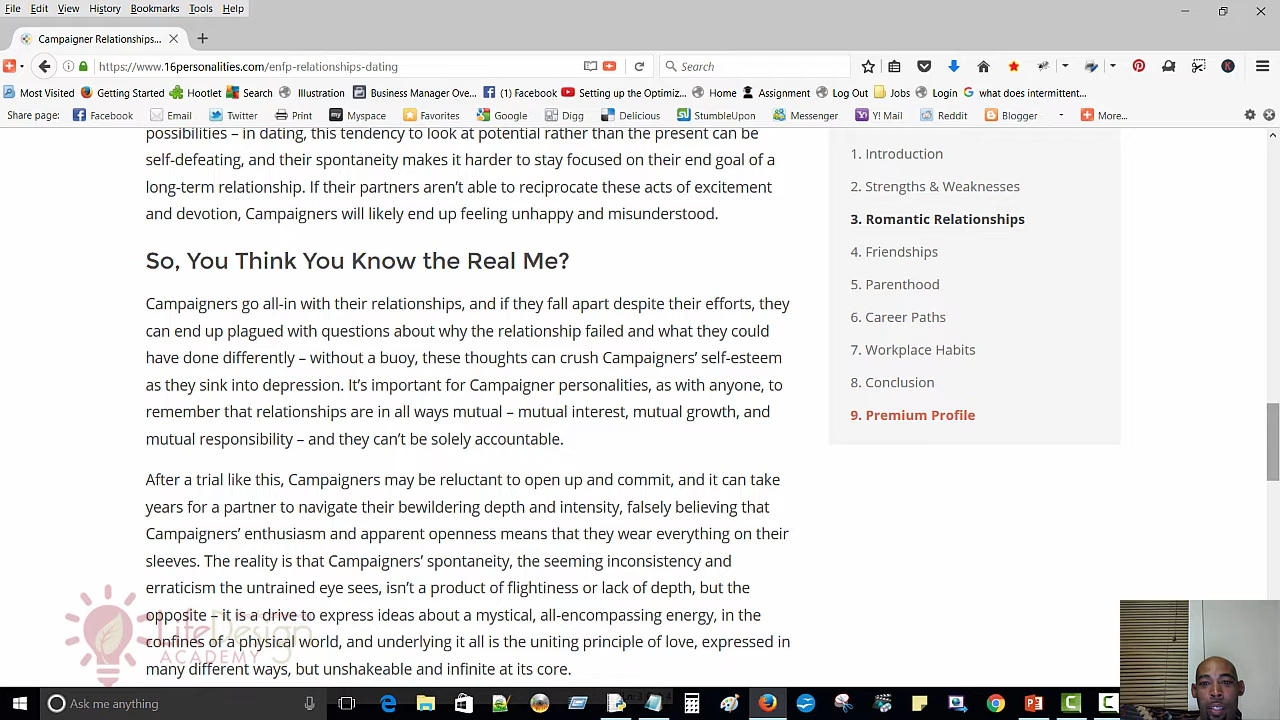 File Edit View History Bookmarks Tools Help
Campaigner Relationships...
https://www.16personalities.com/enfp-relationships-dating
Search
Most Visited Getting Started Hootlet Search Illustration Business Manager Ove... (1) Facebook Setting up the Optimiz... Home Assignment Log Out Jobs Login what does intermittent...
Share page: Facebook Email Twitter Print Myspace Favorites Google Digg Delicious StumbleUpon Messenger Y! Mail Reddit Blogger More...
possibilities – in dating, this tendency to look at potential rather than the present can be
self-defeating, and their spontaneity makes it harder to stay focused on their end goal of a
long-term relationship. If their partners aren’t able to reciprocate these acts of excitement
and devotion, Campaigners will likely end up feeling unhappy and misunderstood.
So, You Think You Know the Real Me?
Campaigners go all-in with their relationships, and if they fall apart despite their efforts, they
can end up plagued with questions about why the relationship failed and what they could
have done differently – without a buoy, these thoughts can crush Campaigners’ self-esteem
as they sink into depression. It’s important for Campaigner personalities, as with anyone, to
remember that relationships are in all ways mutual – mutual interest, mutual growth, and
mutual responsibility – and they can’t be solely accountable.
After a trial like this, Campaigners may be reluctant to open up and commit, and it can take
years for a partner to navigate their bewildering depth and intensity, falsely believing that
Campaigners’ enthusiasm and apparent openness means that they wear everything on their
sleeves. The reality is that Campaigners’ spontaneity, the seeming inconsistency and
erraticism the untrained eye sees, isn’t a product of flightiness or lack of depth, but the
opposite – it is a drive to express ideas about a mystical, all-encompassing energy, in the
confines of a physical world, and underlying it all is the uniting principle of love, expressed in
many different ways, but unshakeable and infinite at its core.
1. Introduction
2. Strengths & Weaknesses
3. Romantic Relationships
4. Friendships
5. Parenthood
6. Career Paths
7. Workplace Habits
8. Conclusion
9. Premium Profile
LifeDesign
ACADEMY
Ask me anything